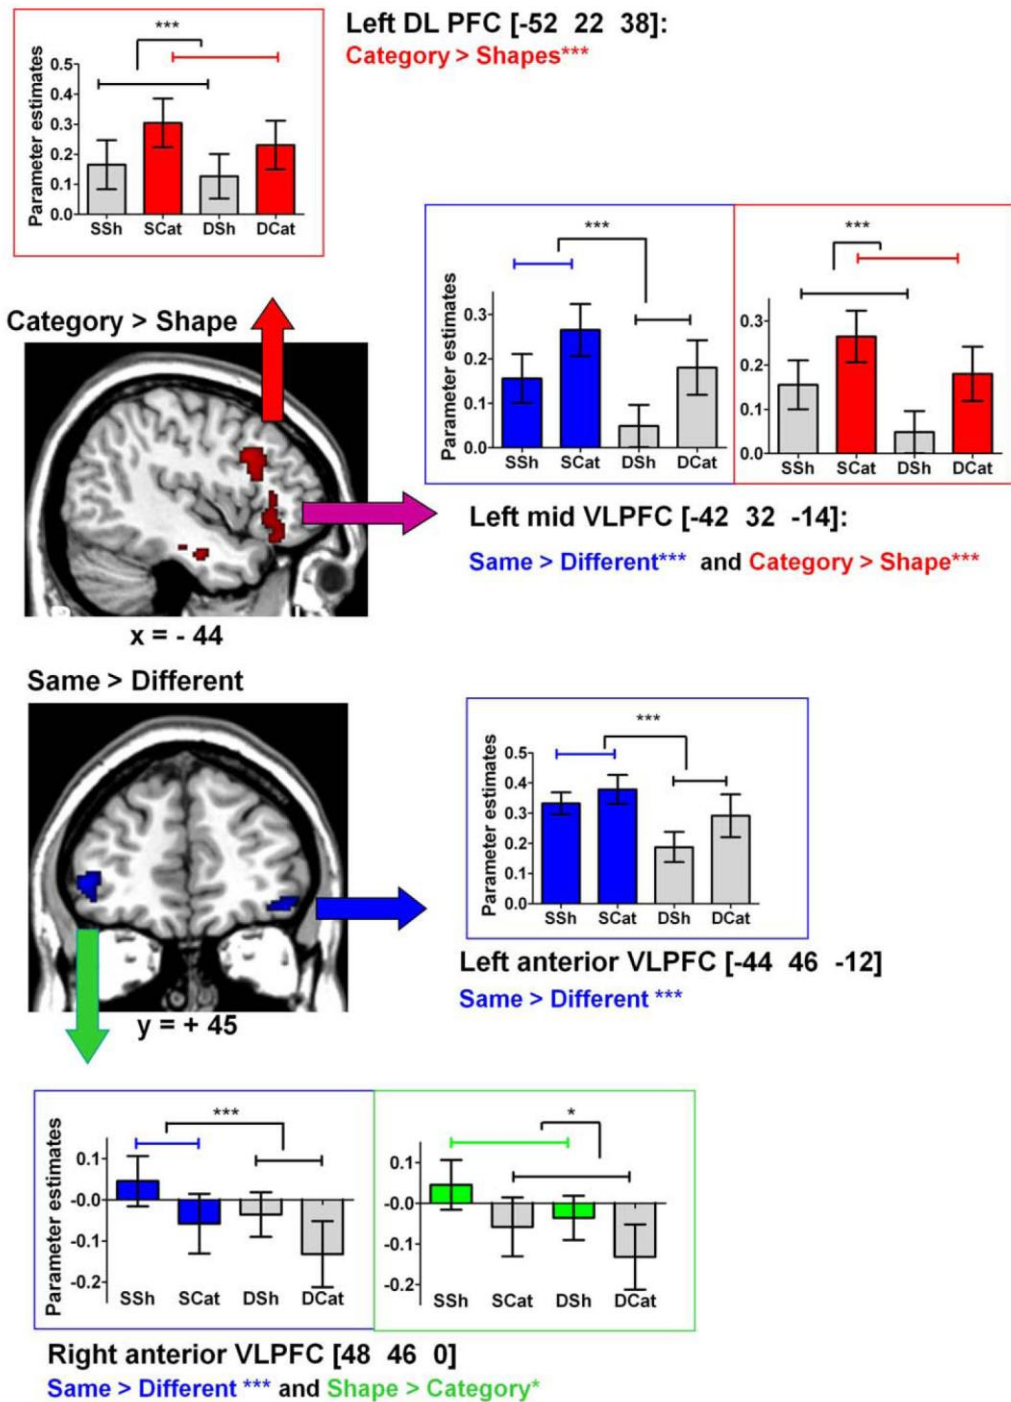 Left DL PFC [-52 22 38]:
Category > Shapes***
***
Parameter estimates
0.5
0.4
0.3
0.2
0.1
0.0
SSh SCat DSh DCat
Category > Shape
x = - 44
***
Parameter estimates
0.3
0.2
0.1
0.0
SSh SCat DSh DCat
***
0.3
0.2
0.1
0.0
SSh SCat DSh DCat
Left mid VLPFC [-42 32 -14]:
Same > Different*** and Category > Shape***
Same > Different
y = + 45
***
Parameter estimates
0.5
0.4
0.3
0.2
0.1
0.0
SSh SCat DSh DCat
Left anterior VLPFC [-44 46 -12]
Same > Different ***
***
Parameter estimates
0.1
-0.0
-0.1
-0.2
SSh SCat DSh DCat
*
0.1
-0.0
-0.1
-0.2
SSh SCat DSh DCat
Right anterior VLPFC [48 46 0]
Same > Different *** and Shape > Category*